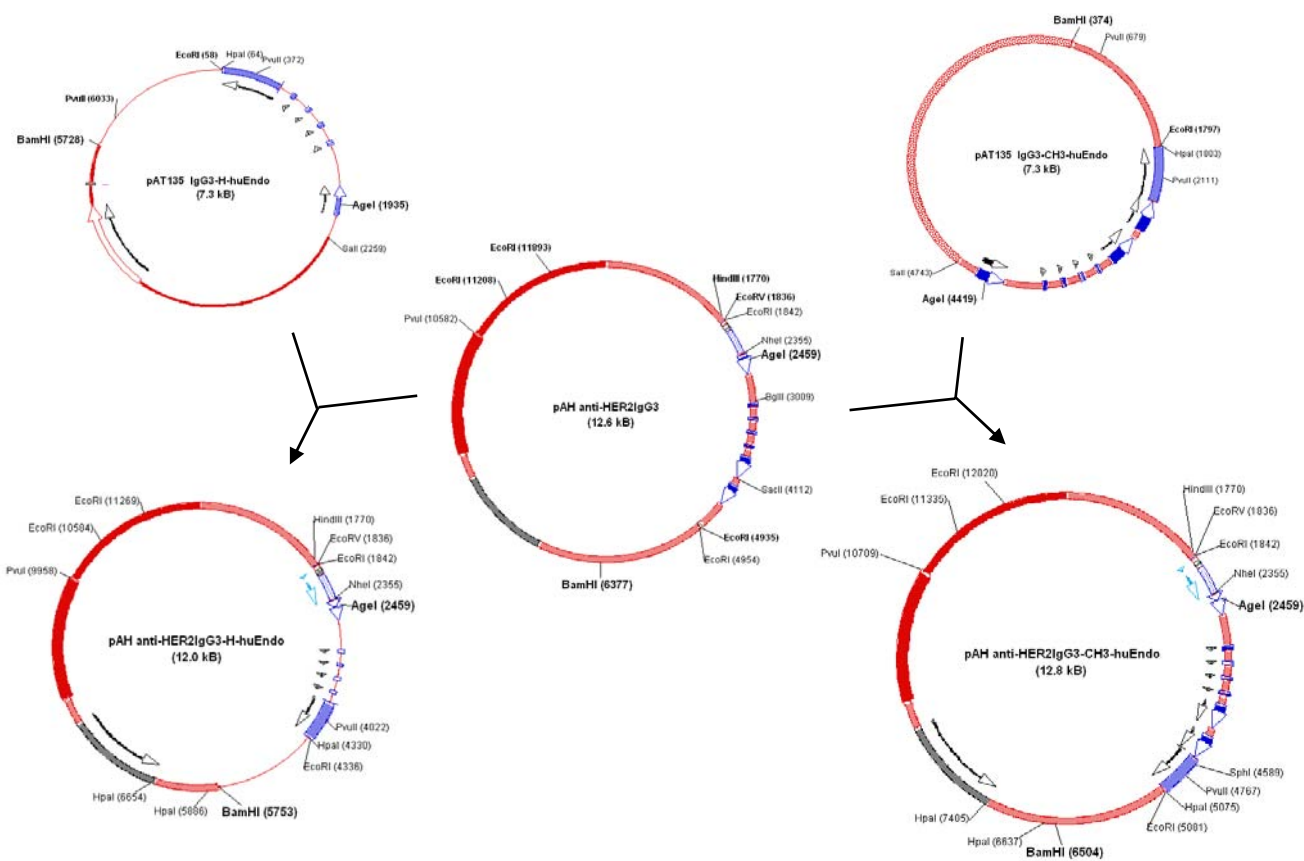 EcoRI (58)
HpaI (64)
PvuII (372)
PvuII (6033)
BamHI (5728)
pAT135 IgG3-H-huEndo
(7.3 kB)
AgeI (1935)
SalI (2259)
BamHI (374)
PvuII (679)
EcoRI (1797)
HpaI (1803)
PvuII (2111)
pAT135 IgG3-CH3-huEndo
(7.3 kB)
SalI (4743)
AgeI (4419)
EcoRI (11893)
EcoRI (11208)
PvuI (10582)
HindIII (1770)
EcoRV (1836)
EcoRI (1842)
NheI (2355)
AgeI (2459)
BglII (3009)
pAH anti-HER2IgG3
(12.6 kB)
SacII (4112)
EcoRI (4935)
EcoRI (4954)
BamHI (6377)
EcoRI (11269)
EcoRI (10584)
PvuI (9958)
HindIII (1770)
EcoRV (1836)
EcoRI (1842)
NheI (2355)
AgeI (2459)
pAH anti-HER2IgG3-H-huEndo
(12.0 kB)
PvuII (4022)
HpaI (4330)
EcoRI (4336)
HpaI (6654)
HpaI (5886)
BamHI (5753)
EcoRI (12020)
EcoRI (11335)
PvuI (10709)
HindIII (1770)
EcoRV (1836)
EcoRI (1842)
NheI (2355)
AgeI (2459)
pAH anti-HER2IgG3-CH3-huEndo
(12.8 kB)
SphI (4589)
PvuII (4767)
HpaI (5075)
EcoRI (5081)
HpaI (7405)
HpaI (6637)
BamHI (6504)